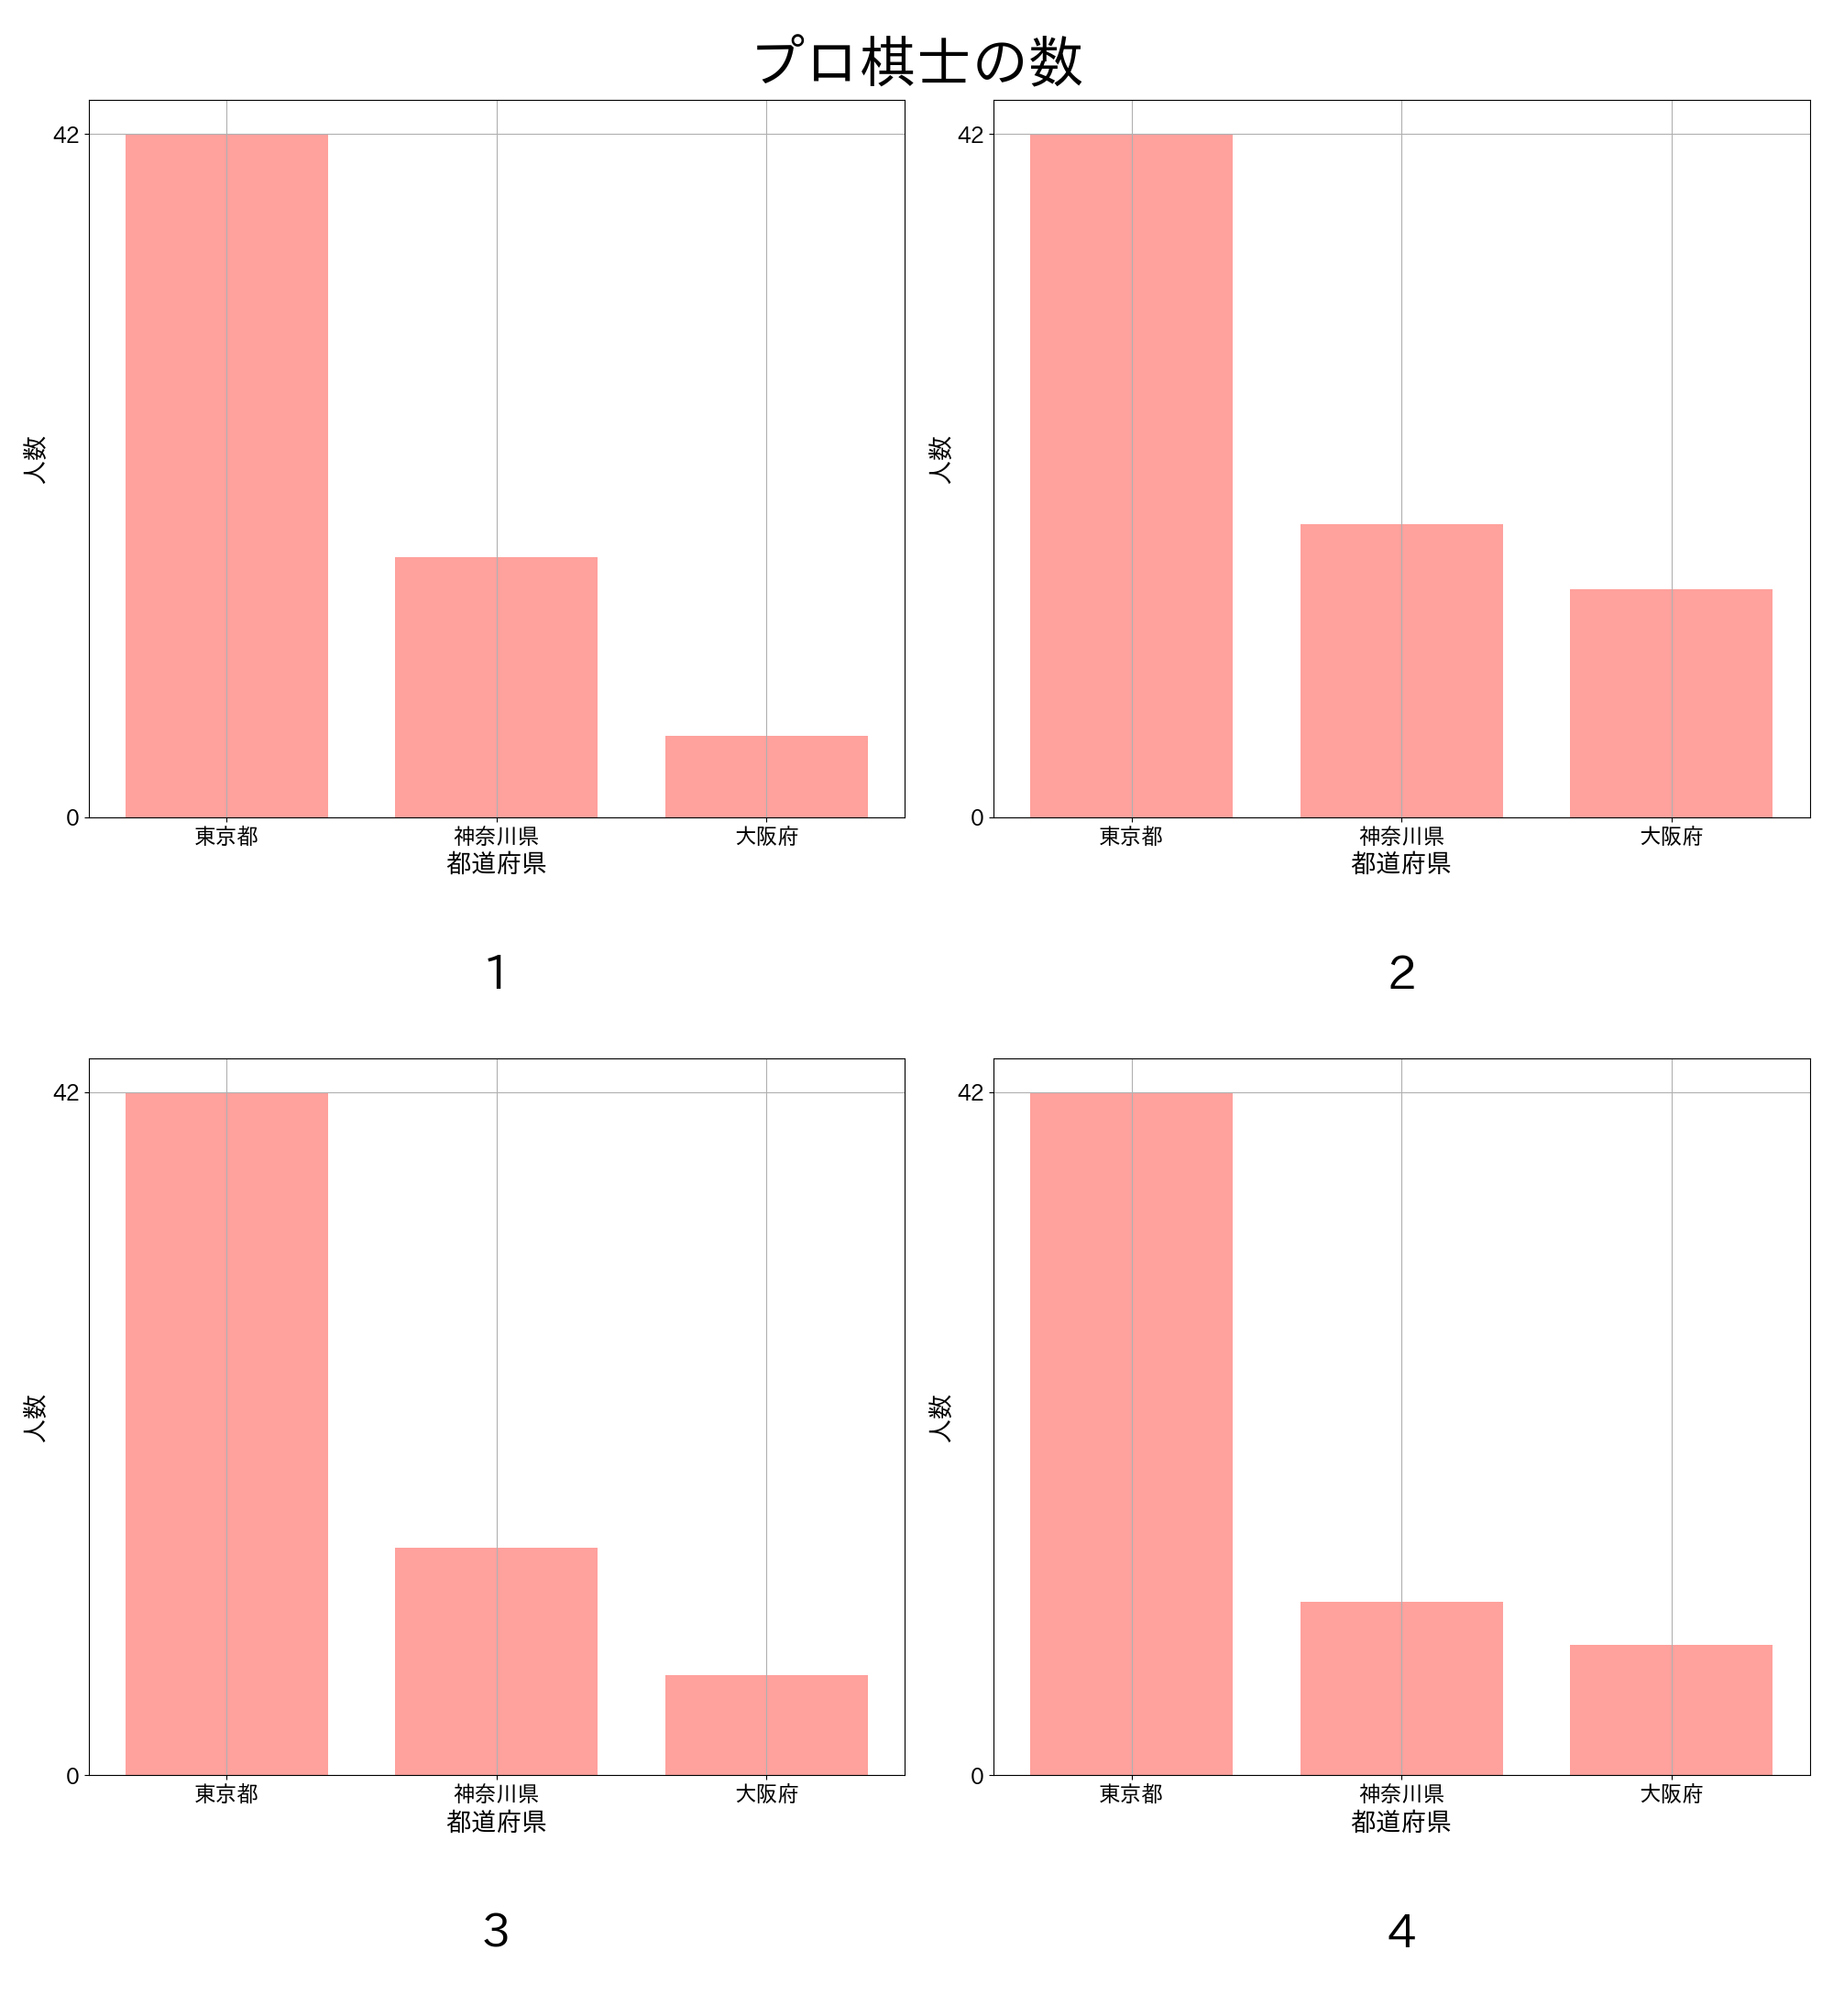 プロ棋士の数
42
人数
0
東京都 神奈川県 大阪府
都道府県
1
42
人数
0
東京都 神奈川県 大阪府
都道府県
2
42
人数
0
東京都 神奈川県 大阪府
都道府県
3
42
人数
0
東京都 神奈川県 大阪府
都道府県
4